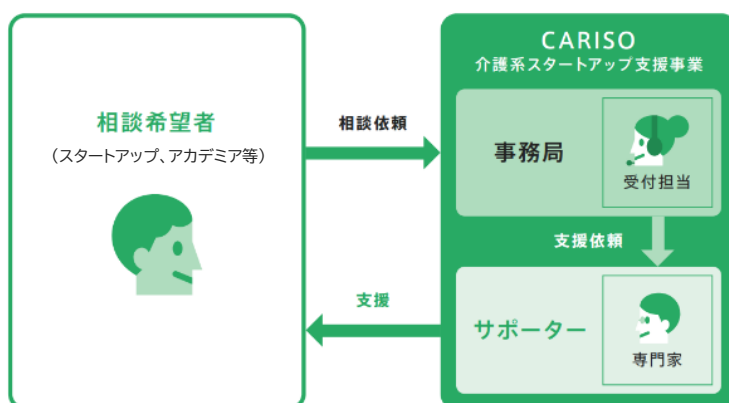 相談希望者
（スタートアップ、アカデミア等）
相談依頼
CARISO
介護系スタートアップ支援事業
事務局
受付担当
支援依頼
サポーター
専門家
支援